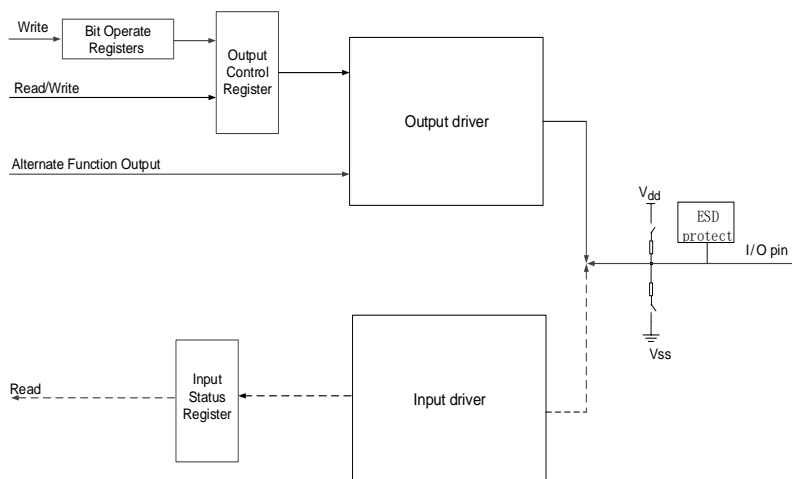 Write
Bit Operate
Registers
Output
Control
Register
Read/Write
Output driver
Alternate Function Output
Vdd
ESD
protect
I/O pin
Vss
Read
Input
Status
Register
Input driver